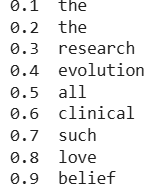 0.1 the
0.2 the
0.3 research
0.4 evolution
0.5 all
0.6 clinical
0.7 such
0.8 love
0.9 belief